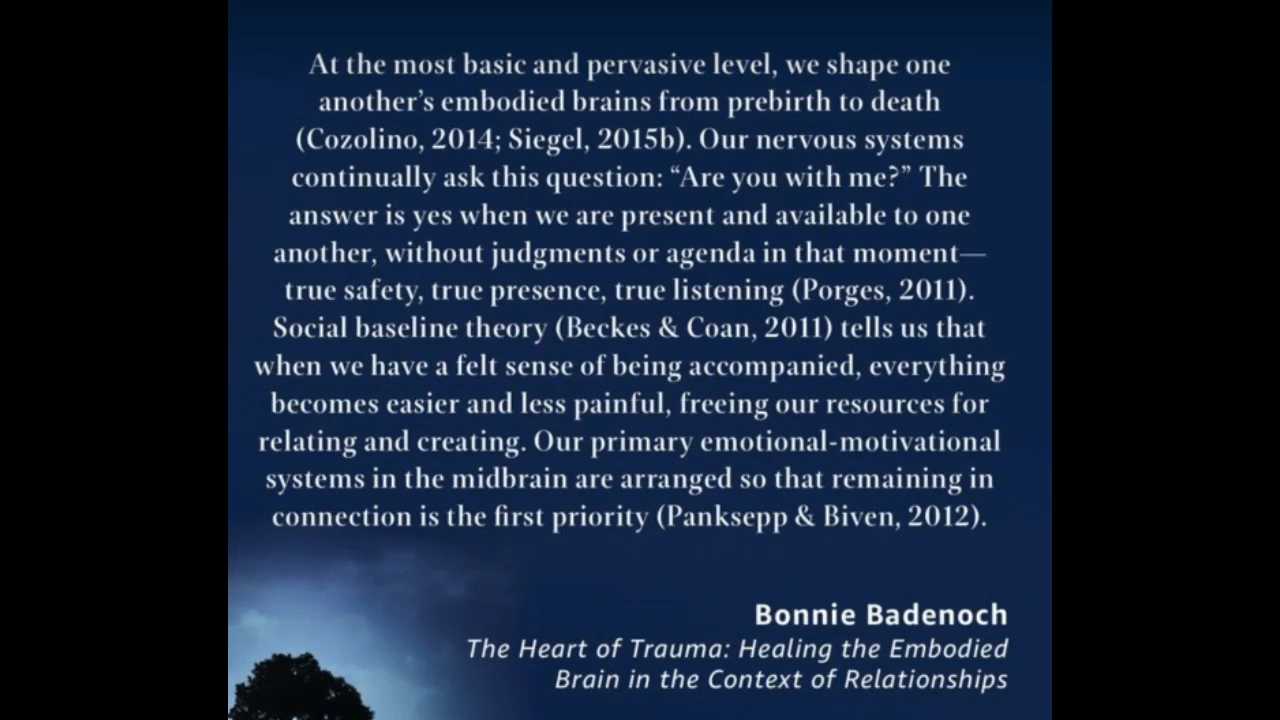 At the most basic and pervasive level, we shape one
another’s embodied brains from prebirth to death
(Cozolino, 2014; Siegel, 2015b). Our nervous systems
continually ask this question: “Are you with me?” The
answer is yes when we are present and available to one
another, without judgments or agenda in that moment—
true safety, true presence, true listening (Porges, 2011).
Social baseline theory (Beckes & Coan, 2011) tells us that
when we have a felt sense of being accompanied, everything
becomes easier and less painful, freeing our resources for
relating and creating. Our primary emotional-motivational
systems in the midbrain are arranged so that remaining in
connection is the first priority (Panksepp & Biven, 2012).
Bonnie Badenoch
The Heart of Trauma: Healing the Embodied
Brain in the Context of Relationships